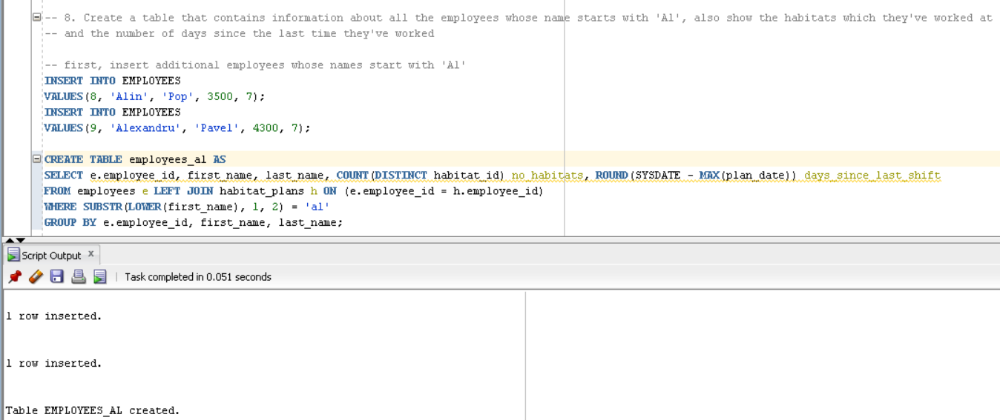 -- 8. Create a table that contains information about all the employees whose name starts with 'Al', also show the habitats which they've worked at
-- and the number of days since the last time they've worked
-- first, insert additional employees whose names start with 'Al'
INSERT INTO EMPLOYEES
VALUES(8, 'Alin', 'Pop', 3500, 7);
INSERT INTO EMPLOYEES
VALUES(9, 'Alexandru', 'Pavel', 4300, 7);
CREATE TABLE employees_al AS
SELECT e.employee_id, first_name, last_name, COUNT(DISTINCT habitat_id) no_habitats, ROUND(SYSDATE - MAX(plan_date)) days_since_last_shift
FROM employees e LEFT JOIN habitat_plans h ON (e.employee_id = h.employee_id)
WHERE SUBSTR(LOWER(first_name), 1, 2) = 'al'
GROUP BY e.employee_id, first_name, last_name;
Script Output x
Task completed in 0.051 seconds
1 row inserted.
1 row inserted.
Table EMPLOYEES_AL created.